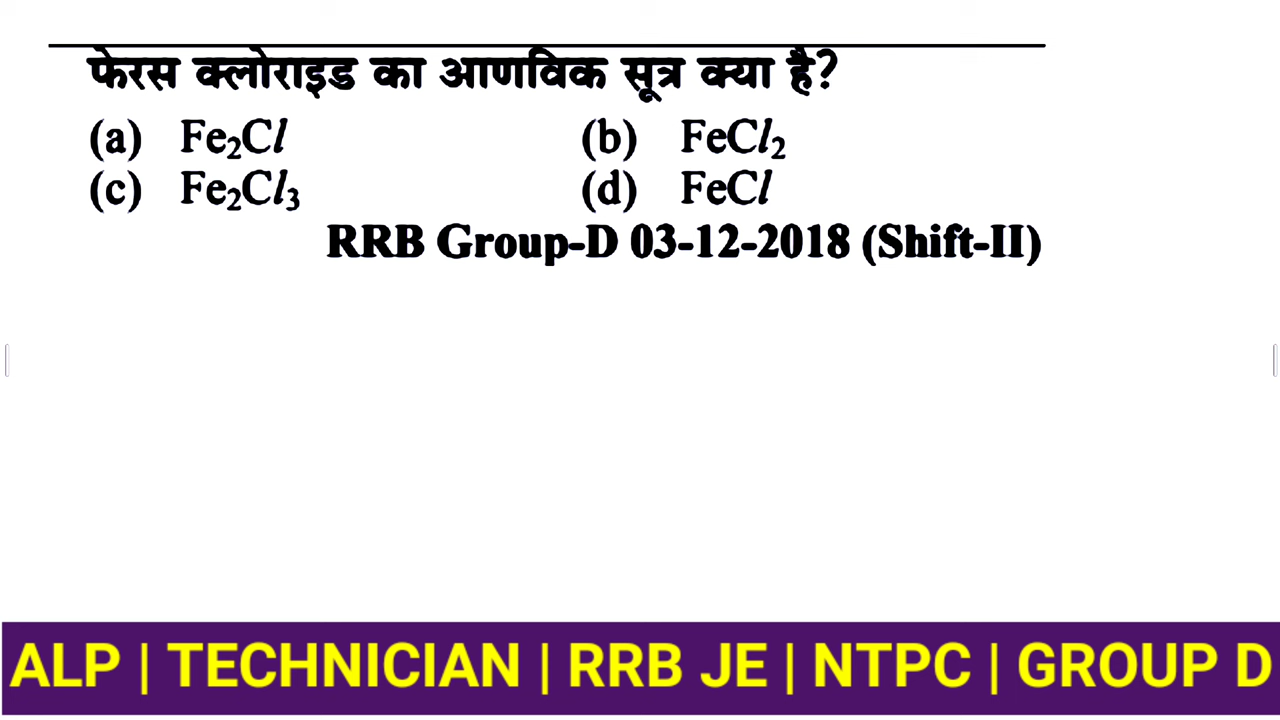 फेरस क्लोराइड का आणविक सूत्र क्या है?
(a) Fe₂Cl (b) FeCl₂
(c) Fe₂Cl₃ (d) FeCl
RRB Group-D 03-12-2018 (Shift-II)
ALP | TECHNICIAN | RRB JE | NTPC | GROUP D